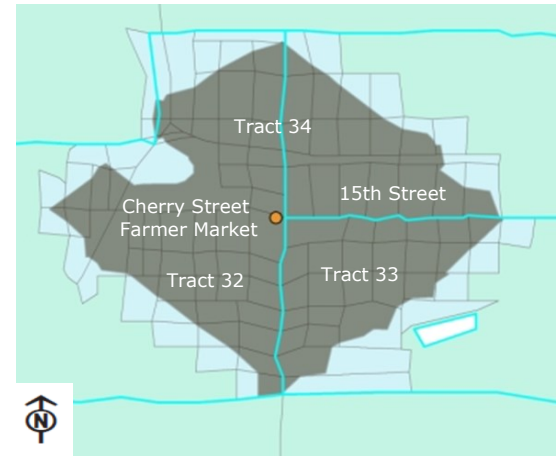 Tract 34
15th Street
Cherry Street
Farmer Market
Tract 32
Tract 33
N